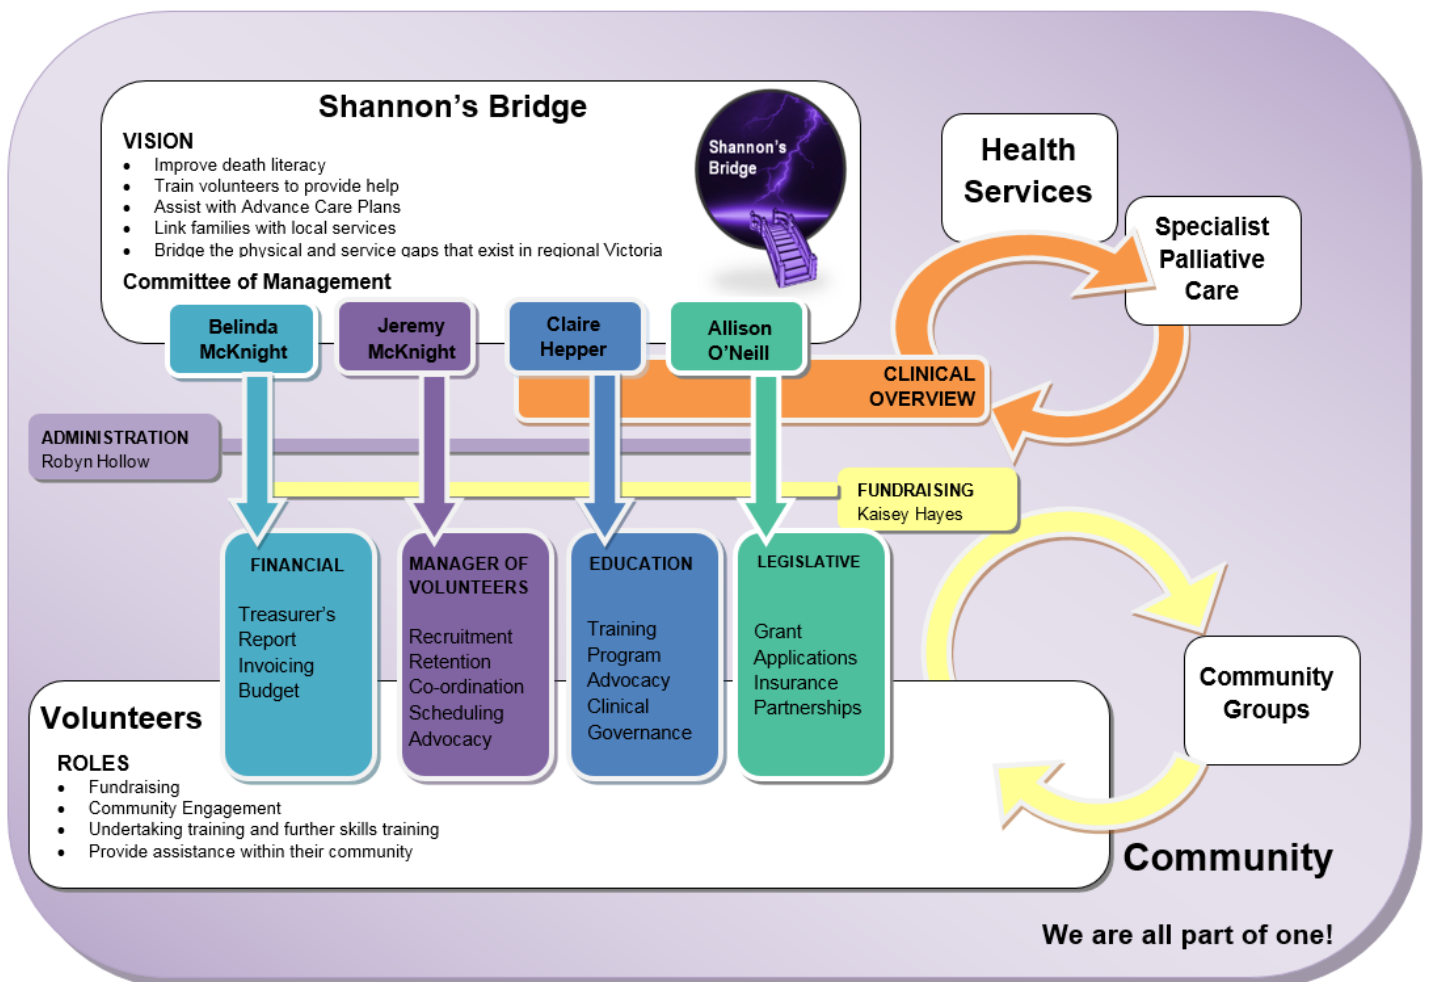 Shannon's Bridge
VISION
• Improve death literacy
• Train volunteers to provide help
• Assist with Advance Care Plans
• Link families with local services
• Bridge the physical and service gaps that exist in regional Victoria
Shannon's
Bridge
Committee of Management
Belinda
McKnight
Jeremy
McKnight
Claire
Hepper
Allison
O'Neill
Health
Services
Specialist
Palliative
Care
CLINICAL
OVERVIEW
ADMINISTRATION
Robyn Hollow
FUNDRAISING
Kaisey Hayes
FINANCIAL
Treasurer's
Report
Invoicing
Budget
MANAGER OF
VOLUNTEERS
Recruitment
Retention
Co-ordination
Scheduling
Advocacy
EDUCATION
Training
Program
Advocacy
Clinical
Governance
LEGISLATIVE
Grant
Applications
Insurance
Partnerships
Community
Groups
Volunteers
ROLES
• Fundraising
• Community Engagement
• Undertaking training and further skills training
• Provide assistance within their community
Community
We are all part of one!